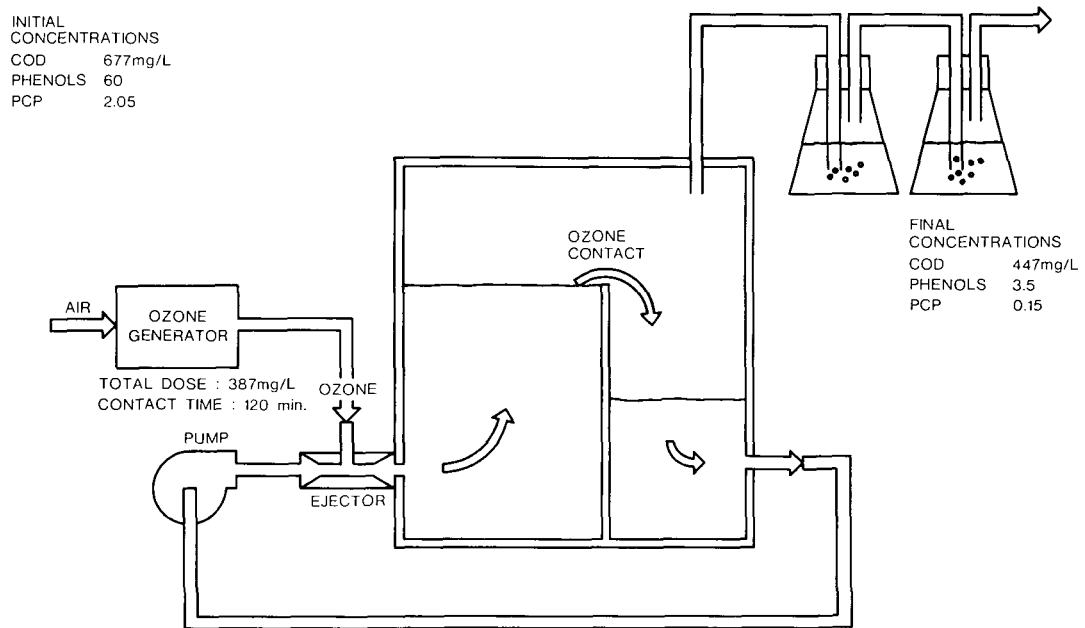 INITIAL
CONCENTRATIONS
COD 677mg/L
PHENOLS 60
PCP 2.05
OZONE
CONTACT
FINAL
CONCENTRATIONS
COD 447mg/L
PHENOLS 3.5
PCP 0.15
AIR
OZONE
GENERATOR
TOTAL DOSE : 387mg/L
CONTACT TIME : 120 min.
OZONE
PUMP
EJECTOR